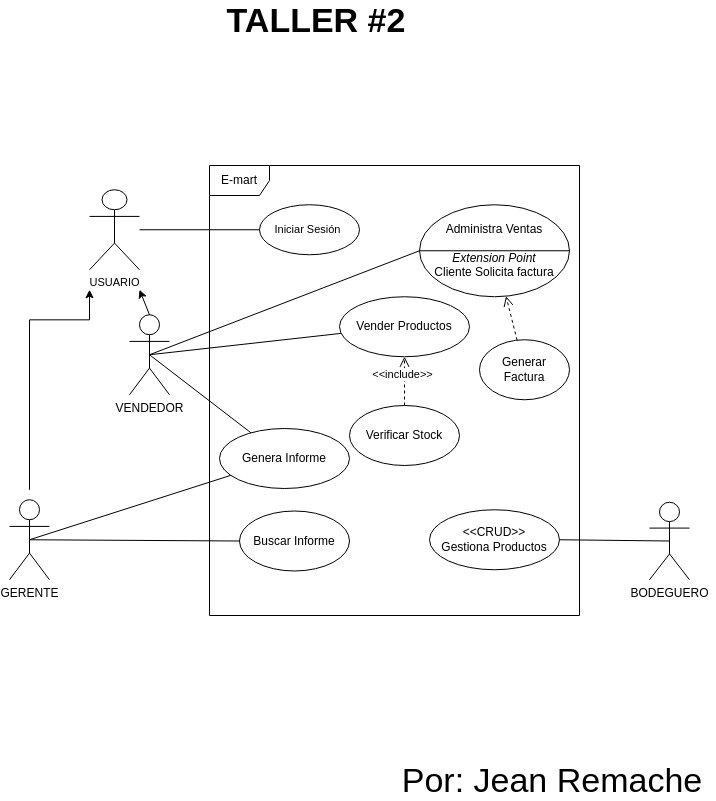 TALLER #2
E-mart
Iniciar Sesión
Administra Ventas
Extension Point
Cliente Solicita factura
USUARIO
Vender Productos
Generar
Factura
<<include>>
VENDEDOR
Verificar Stock
Genera Informe
<<CRUD>>
Gestiona Productos
Buscar Informe
GERENTE
BODEGUERO
Por: Jean Remache